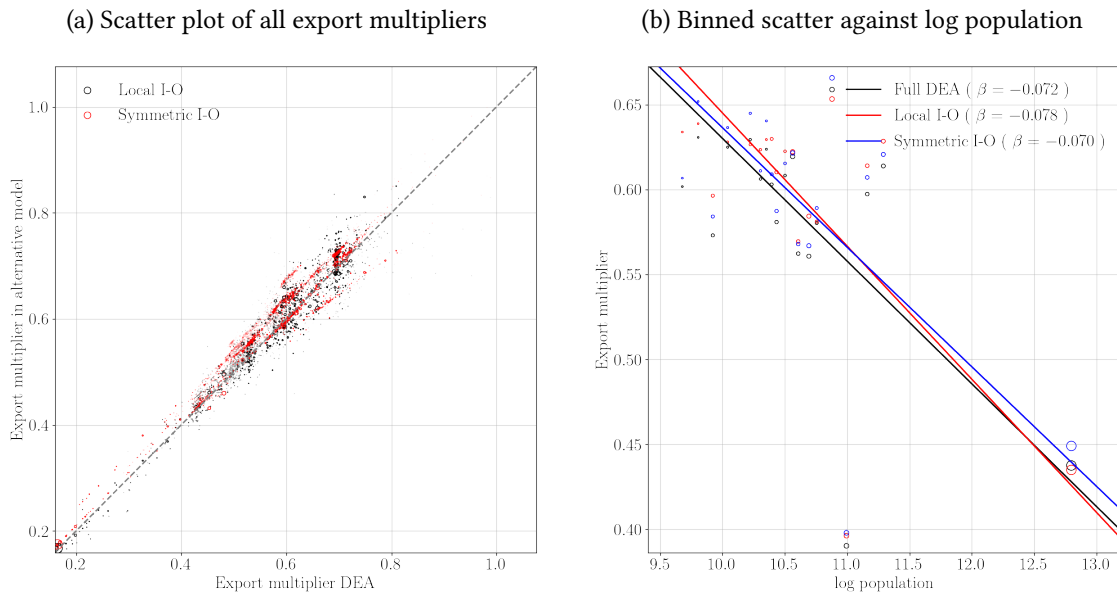 (a) Scatter plot of all export multipliers
Local I-O
Symmetric I-O
1.0
0.8
0.6
0.4
0.2
Export multiplier in alternative model
0.2 0.4 0.6 0.8 1.0
Export multiplier DEA
(b) Binned scatter against log population
Full DEA ( β = −0.072 )
Local I-O ( β = −0.078 )
Symmetric I-O ( β = −0.070 )
0.65
0.60
0.55
0.50
0.45
0.40
Export multiplier
9.5 10.0 10.5 11.0 11.5 12.0 12.5 13.0
log population